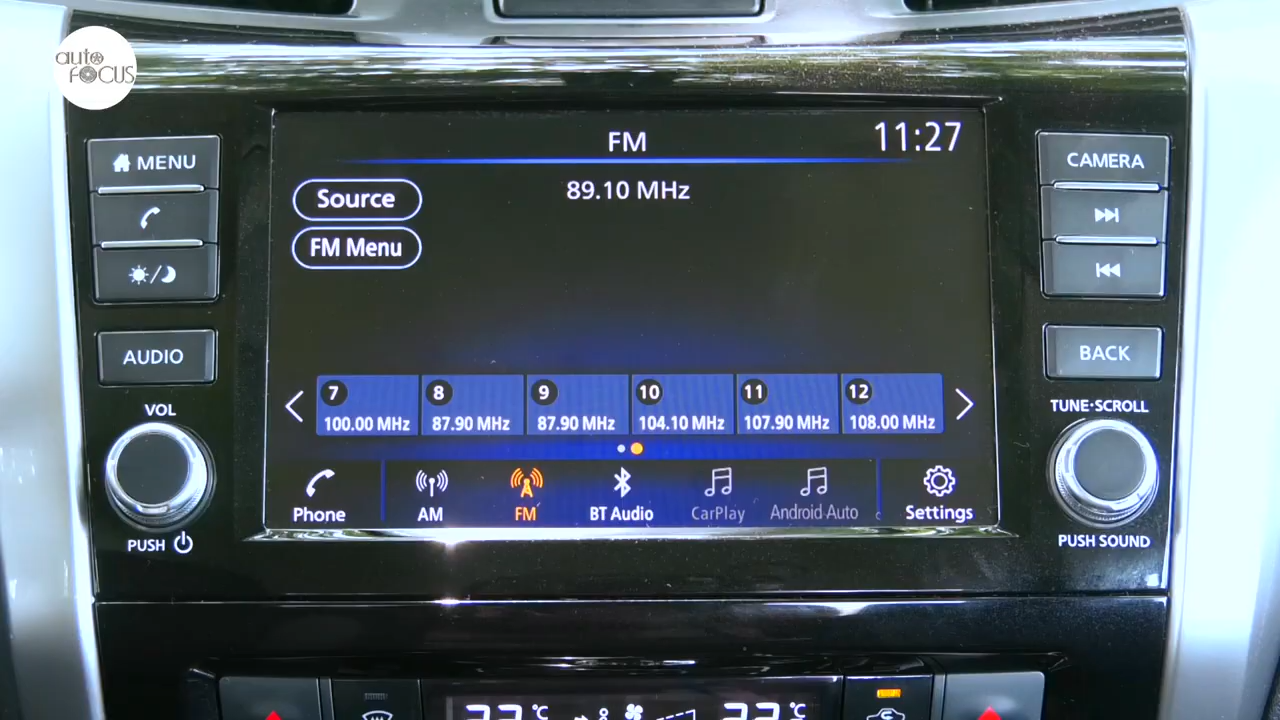 auto
FOCUS
MENU
AUDIO
VOL
PUSH
FM
11:27
89.10 MHz
Source
FM Menu
7
100.00 MHz
8
87.90 MHz
9
87.90 MHz
10
104.10 MHz
11
107.90 MHz
12
108.00 MHz
Phone
AM
FM
BT Audio
CarPlay
Android Auto
Settings
CAMERA
BACK
TUNE·SCROLL
PUSH SOUND